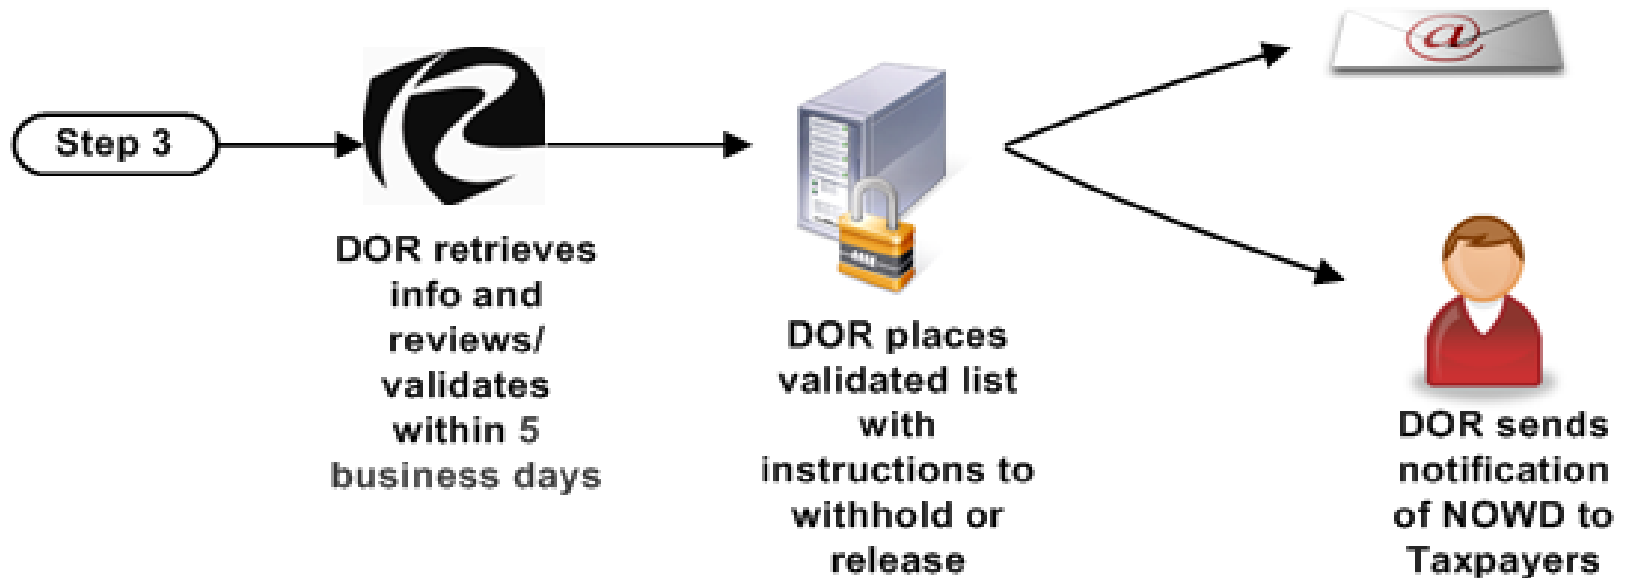 Step 3
DOR retrieves
info and
reviews/
validates
within 5
business days
DOR places
validated list
with
instructions to
withhold or
release
@
DOR sends
notification
of NOWD to
Taxpayers